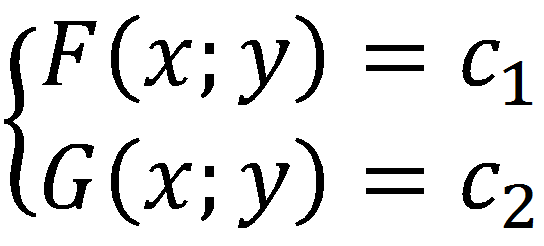 F(x; y) = c₁
G(x; y) = c₂